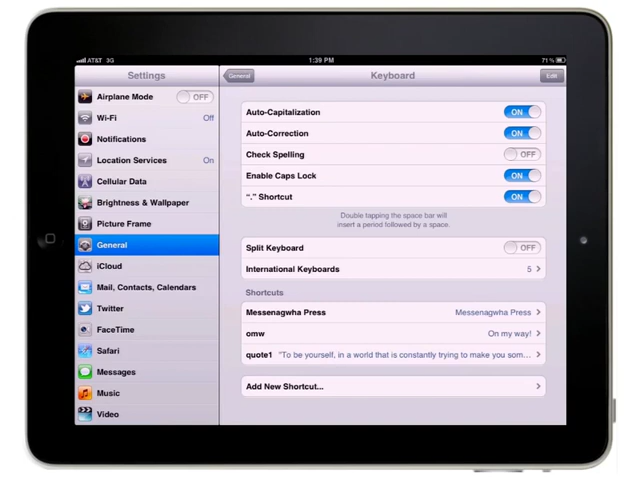 AT&T 3G 1:39 PM 71 %
Settings General Keyboard Edit
Airplane Mode OFF
Wi-Fi Off
Notifications
Location Services On
Cellular Data
Brightness & Wallpaper
Picture Frame
General
iCloud
Mail, Contacts, Calendars
Twitter
FaceTime
Safari
Messages
Music
Video
Auto-Capitalization ON
Auto-Correction ON
Check Spelling OFF
Enable Caps Lock ON
“.” Shortcut ON
Double tapping the space bar will
insert a period followed by a space.
Split Keyboard OFF
International Keyboards 5
Shortcuts
Messenagwha Press Messenagwha Press
omw On my way!
quote1 "To be yourself, in a world that is constantly trying to make you som...
Add New Shortcut...